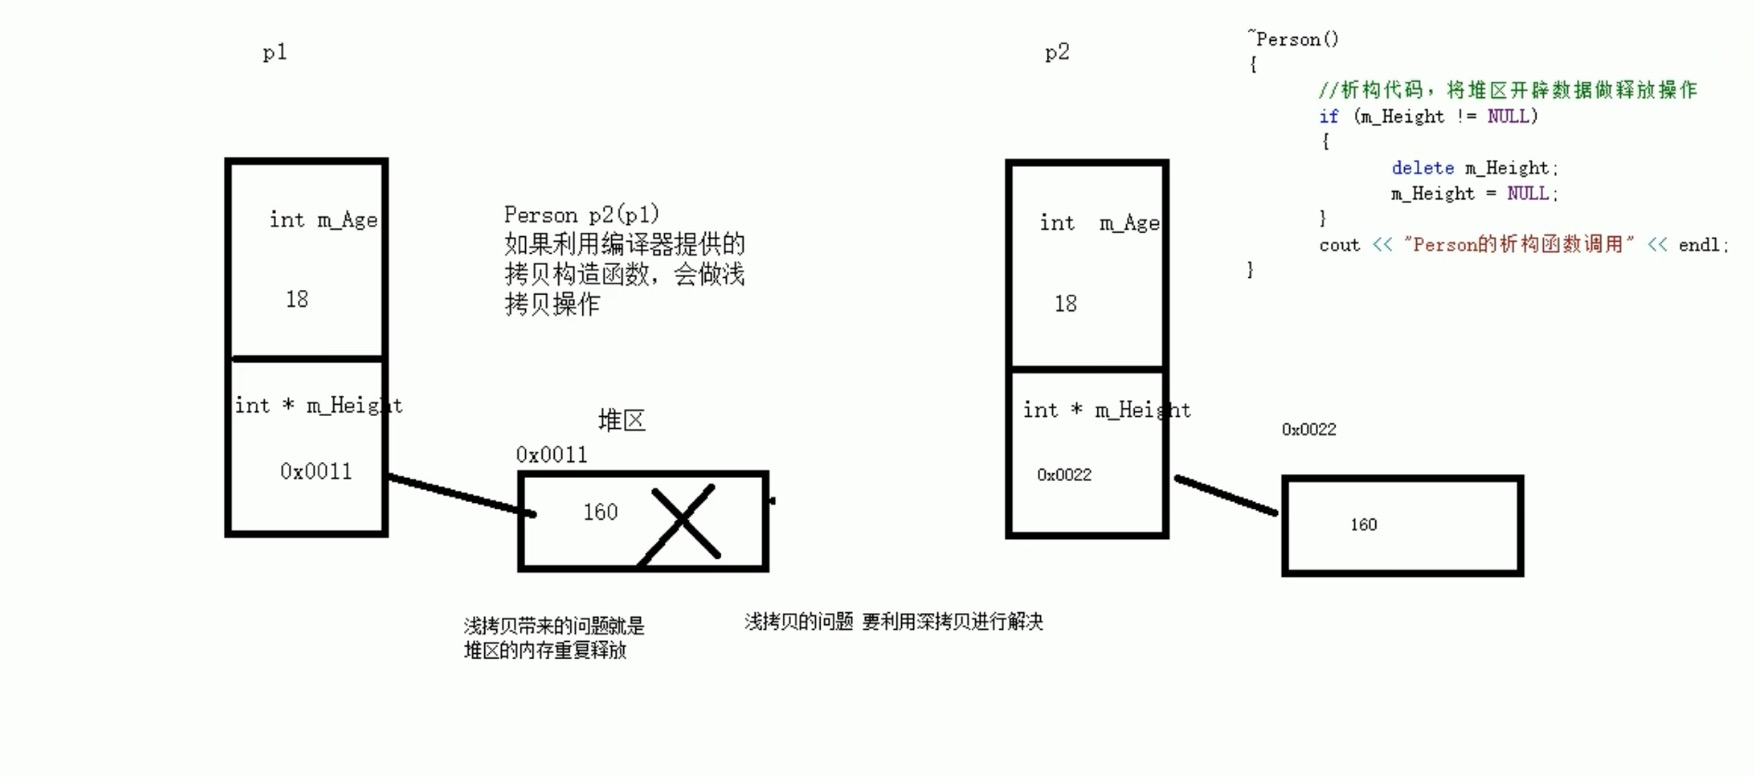 p1
int m_Age
18
int * m_Height
0x0011
Person p2(p1)
如果利用编译器提供的
拷贝构造函数，会做浅
拷贝操作
堆区
0x0011
160
浅拷贝带来的问题就是
堆区的内存重复释放
浅拷贝的问题 要利用深拷贝进行解决
p2
int  m_Age
18
int * m_Height
0x0022
0x0022
160
~Person()
{
//析构代码，将堆区开辟数据做释放操作
if (m_Height != NULL)
{
delete m_Height;
m_Height = NULL;
}
cout << "Person的析构函数调用" << endl;
}